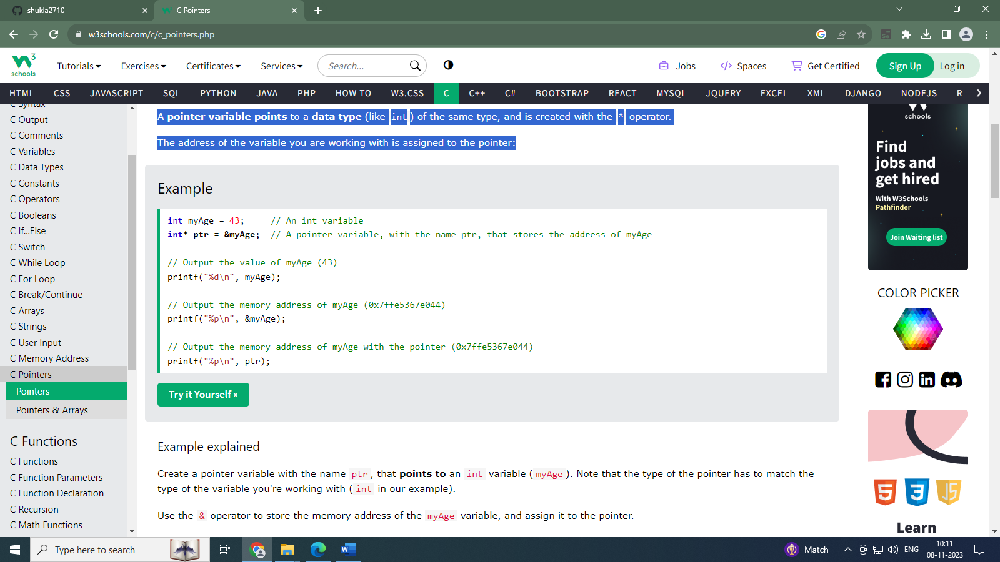 shukla2710
C Pointers
w3schools.com/c/c_pointers.php
W3 schools
Tutorials
Exercises
Certificates
Services
Search...
Jobs
Spaces
Get Certified
Sign Up
Log in
HTML CSS JAVASCRIPT SQL PYTHON JAVA PHP HOW TO W3.CSS C C++ C# BOOTSTRAP REACT MYSQL JQUERY EXCEL XML DJANGO NODEJS R
C Syntax
C Output
C Comments
C Variables
C Data Types
C Constants
C Operators
C Booleans
C If...Else
C Switch
C While Loop
C For Loop
C Break/Continue
C Arrays
C Strings
C User Input
C Memory Address
C Pointers
Pointers
Pointers & Arrays
C Functions
C Functions
C Function Parameters
C Function Declaration
C Recursion
C Math Functions
A pointer variable points to a data type (like int) of the same type, and is created with the * operator.
The address of the variable you are working with is assigned to the pointer:
Example
int myAge = 43;     // An int variable
int* ptr = &myAge;  // A pointer variable, with the name ptr, that stores the address of myAge
// Output the value of myAge (43)
printf("%d\n", myAge);
// Output the memory address of myAge (0x7ffe5367e044)
printf("%p\n", &myAge);
// Output the memory address of myAge with the pointer (0x7ffe5367e044)
printf("%p\n", ptr);
Try it Yourself »
Example explained
Create a pointer variable with the name ptr, that points to an int variable (myAge). Note that the type of the pointer has to match the
type of the variable you're working with (int in our example).
Use the & operator to store the memory address of the myAge variable, and assign it to the pointer.
schools
Find
jobs and
get hired
With W3Schools
Pathfinder
Join Waiting list
COLOR PICKER
5 3 JS
Learn
Type here to search
Match
ENG
10:11
08-11-2023